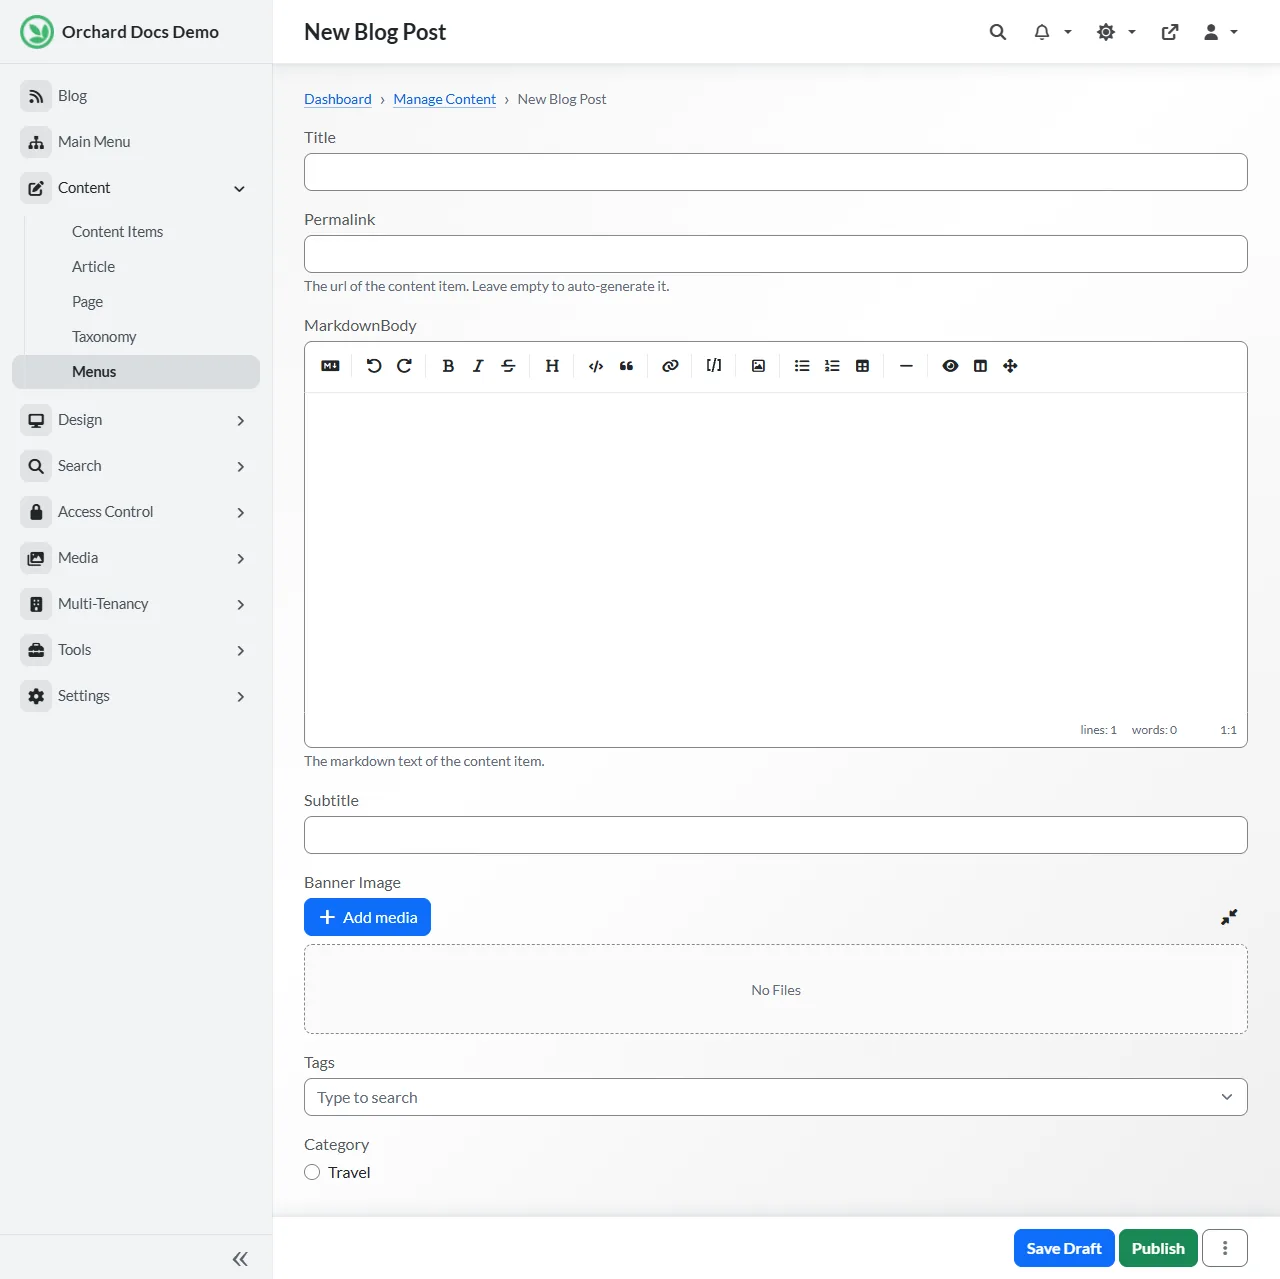 Orchard Docs Demo
New Blog Post
Blog
Main Menu
Content
Content Items
Article
Page
Taxonomy
Menus
Design
Search
Access Control
Media
Multi-Tenancy
Tools
Settings
Dashboard › Manage Content › New Blog Post
Title
Permalink
The url of the content item. Leave empty to auto-generate it.
MarkdownBody
lines: 1 words: 0 1:1
The markdown text of the content item.
Subtitle
Banner Image
Add media
No Files
Tags
Type to search
Category
Travel
Save Draft Publish